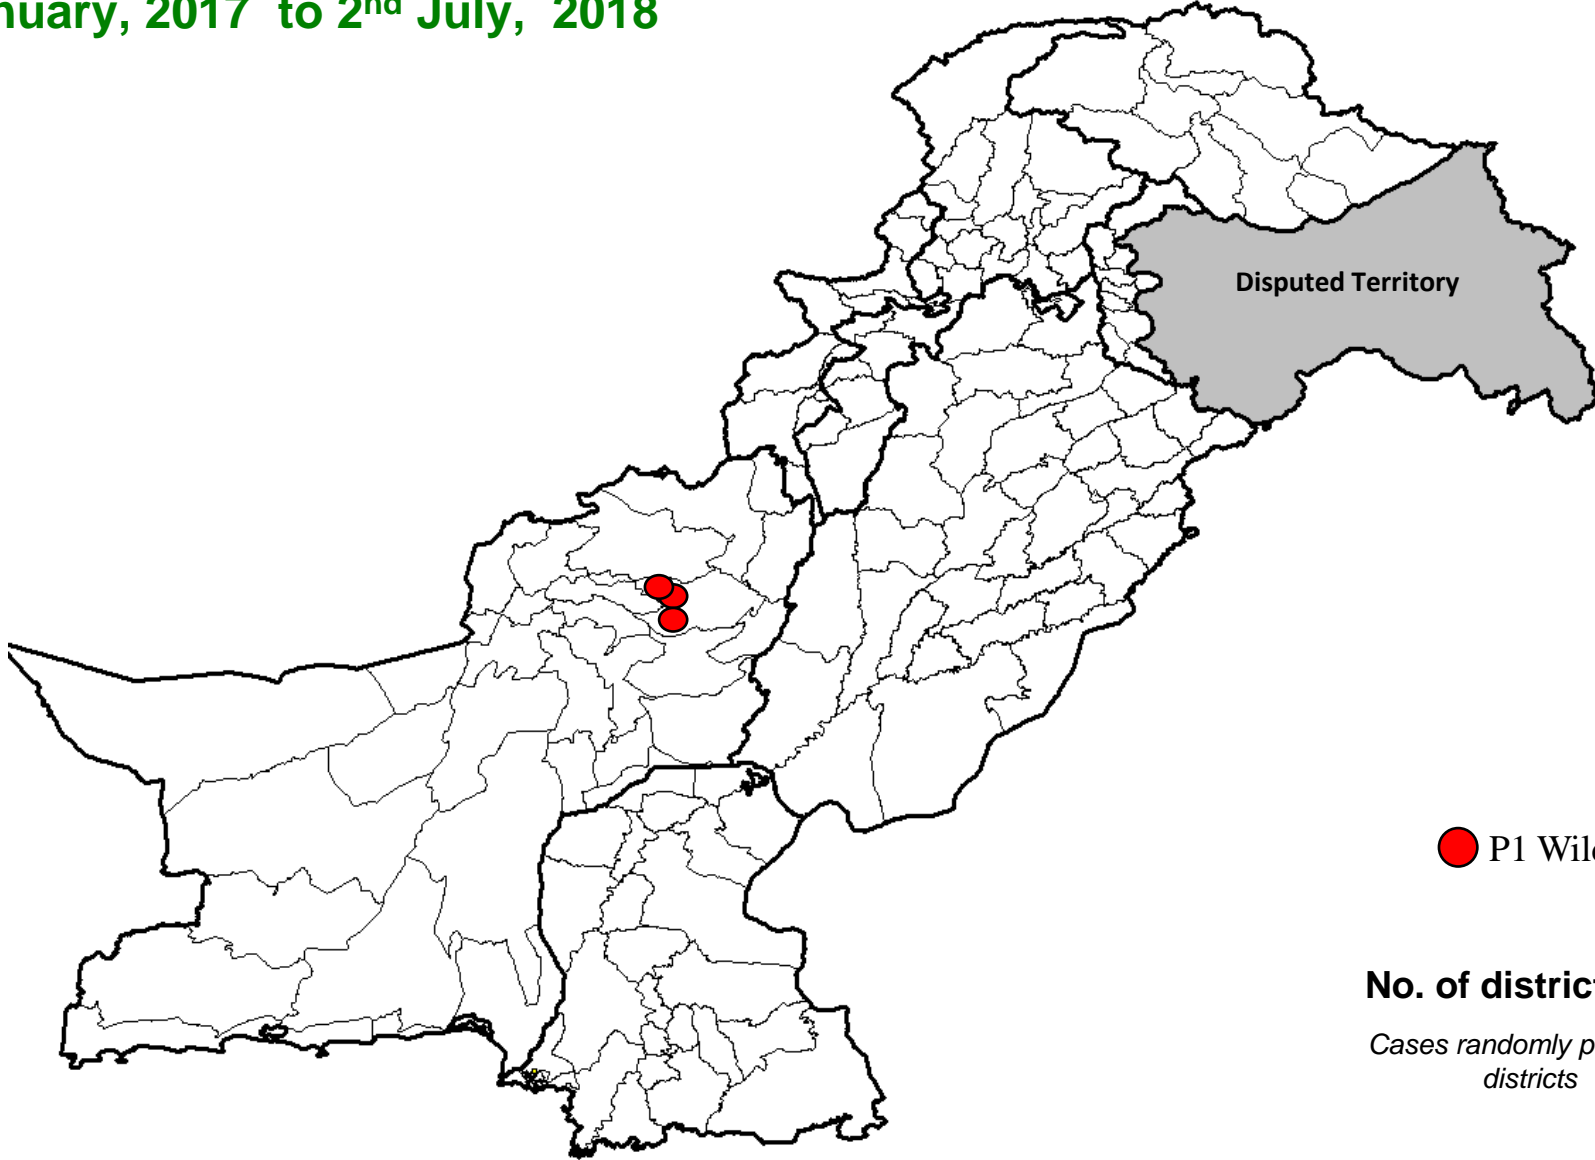 nuary, 2017 to 2nd July, 2018
Disputed Territory
P1 Wil
No. of distric
Cases randomly p
districts